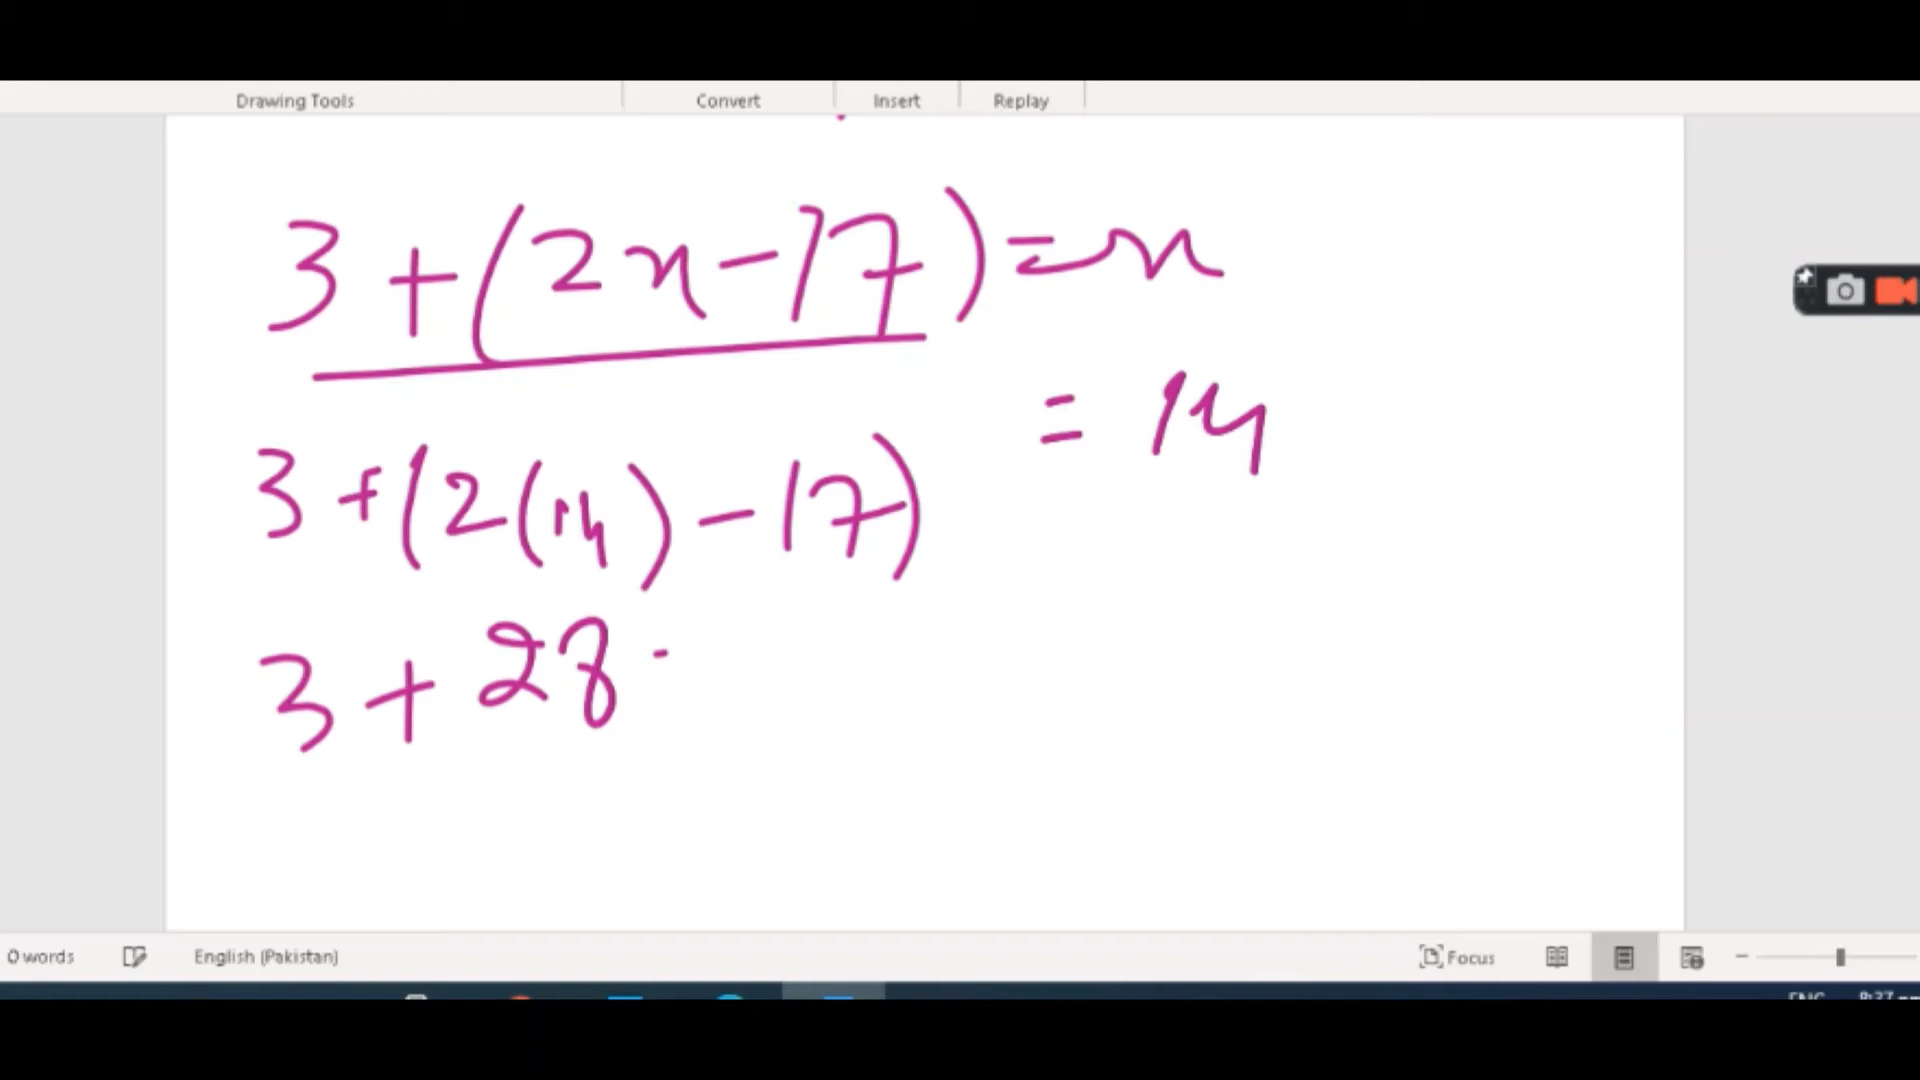 Drawing Tools Convert Insert Replay
3 + (2x - 17) = x
= 14
3 + (2(14) - 17)
3 + 28 -
0 words English (Pakistan) Focus